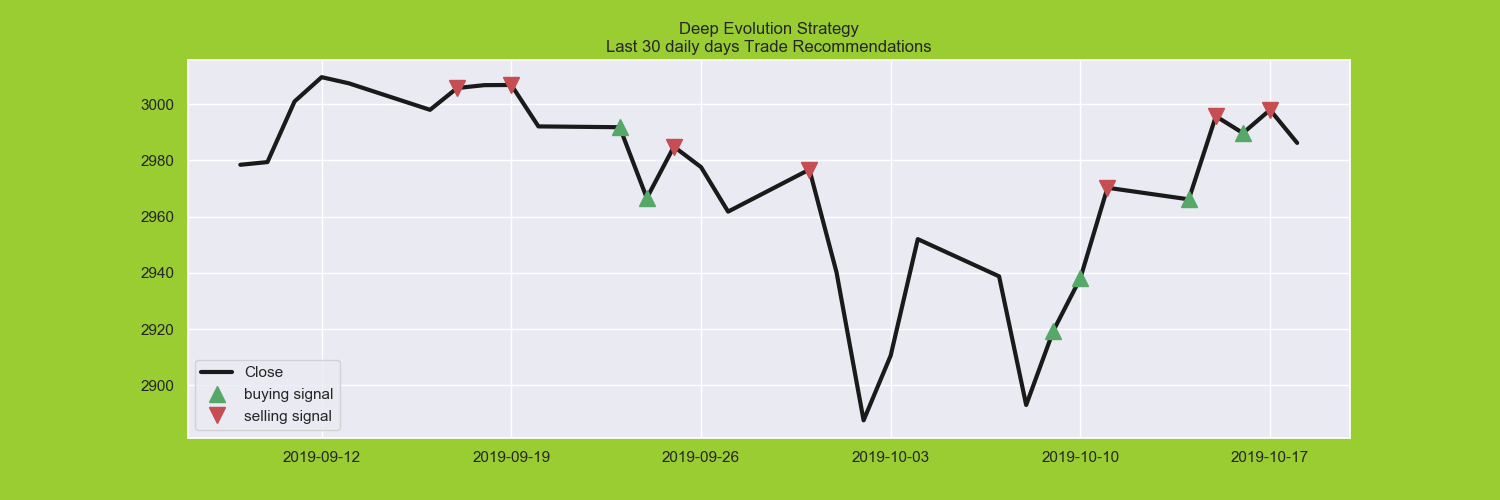 Deep Evolution Strategy
Last 30 daily days Trade Recommendations
3000
2980
2960
2940
2920
2900
Close
buying signal
selling signal
2019-09-12
2019-09-19
2019-09-26
2019-10-03
2019-10-10
2019-10-17